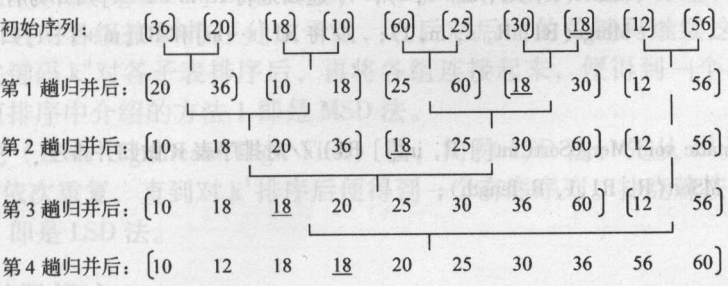 初始序列: [36] [20] [18] [10] [60] [25] [30] [18] [12] [56]
第1趟归并后: [20 36] [10 18] [25 60] [18 30] [12 56]
第2趟归并后: [10 18 20 36] [18 25 30 60] [12 56]
第3趟归并后: [10 18 18 20 25 30 36 60] [12 56]
第4趟归并后: [10 12 18 18 20 25 30 36 56 60]